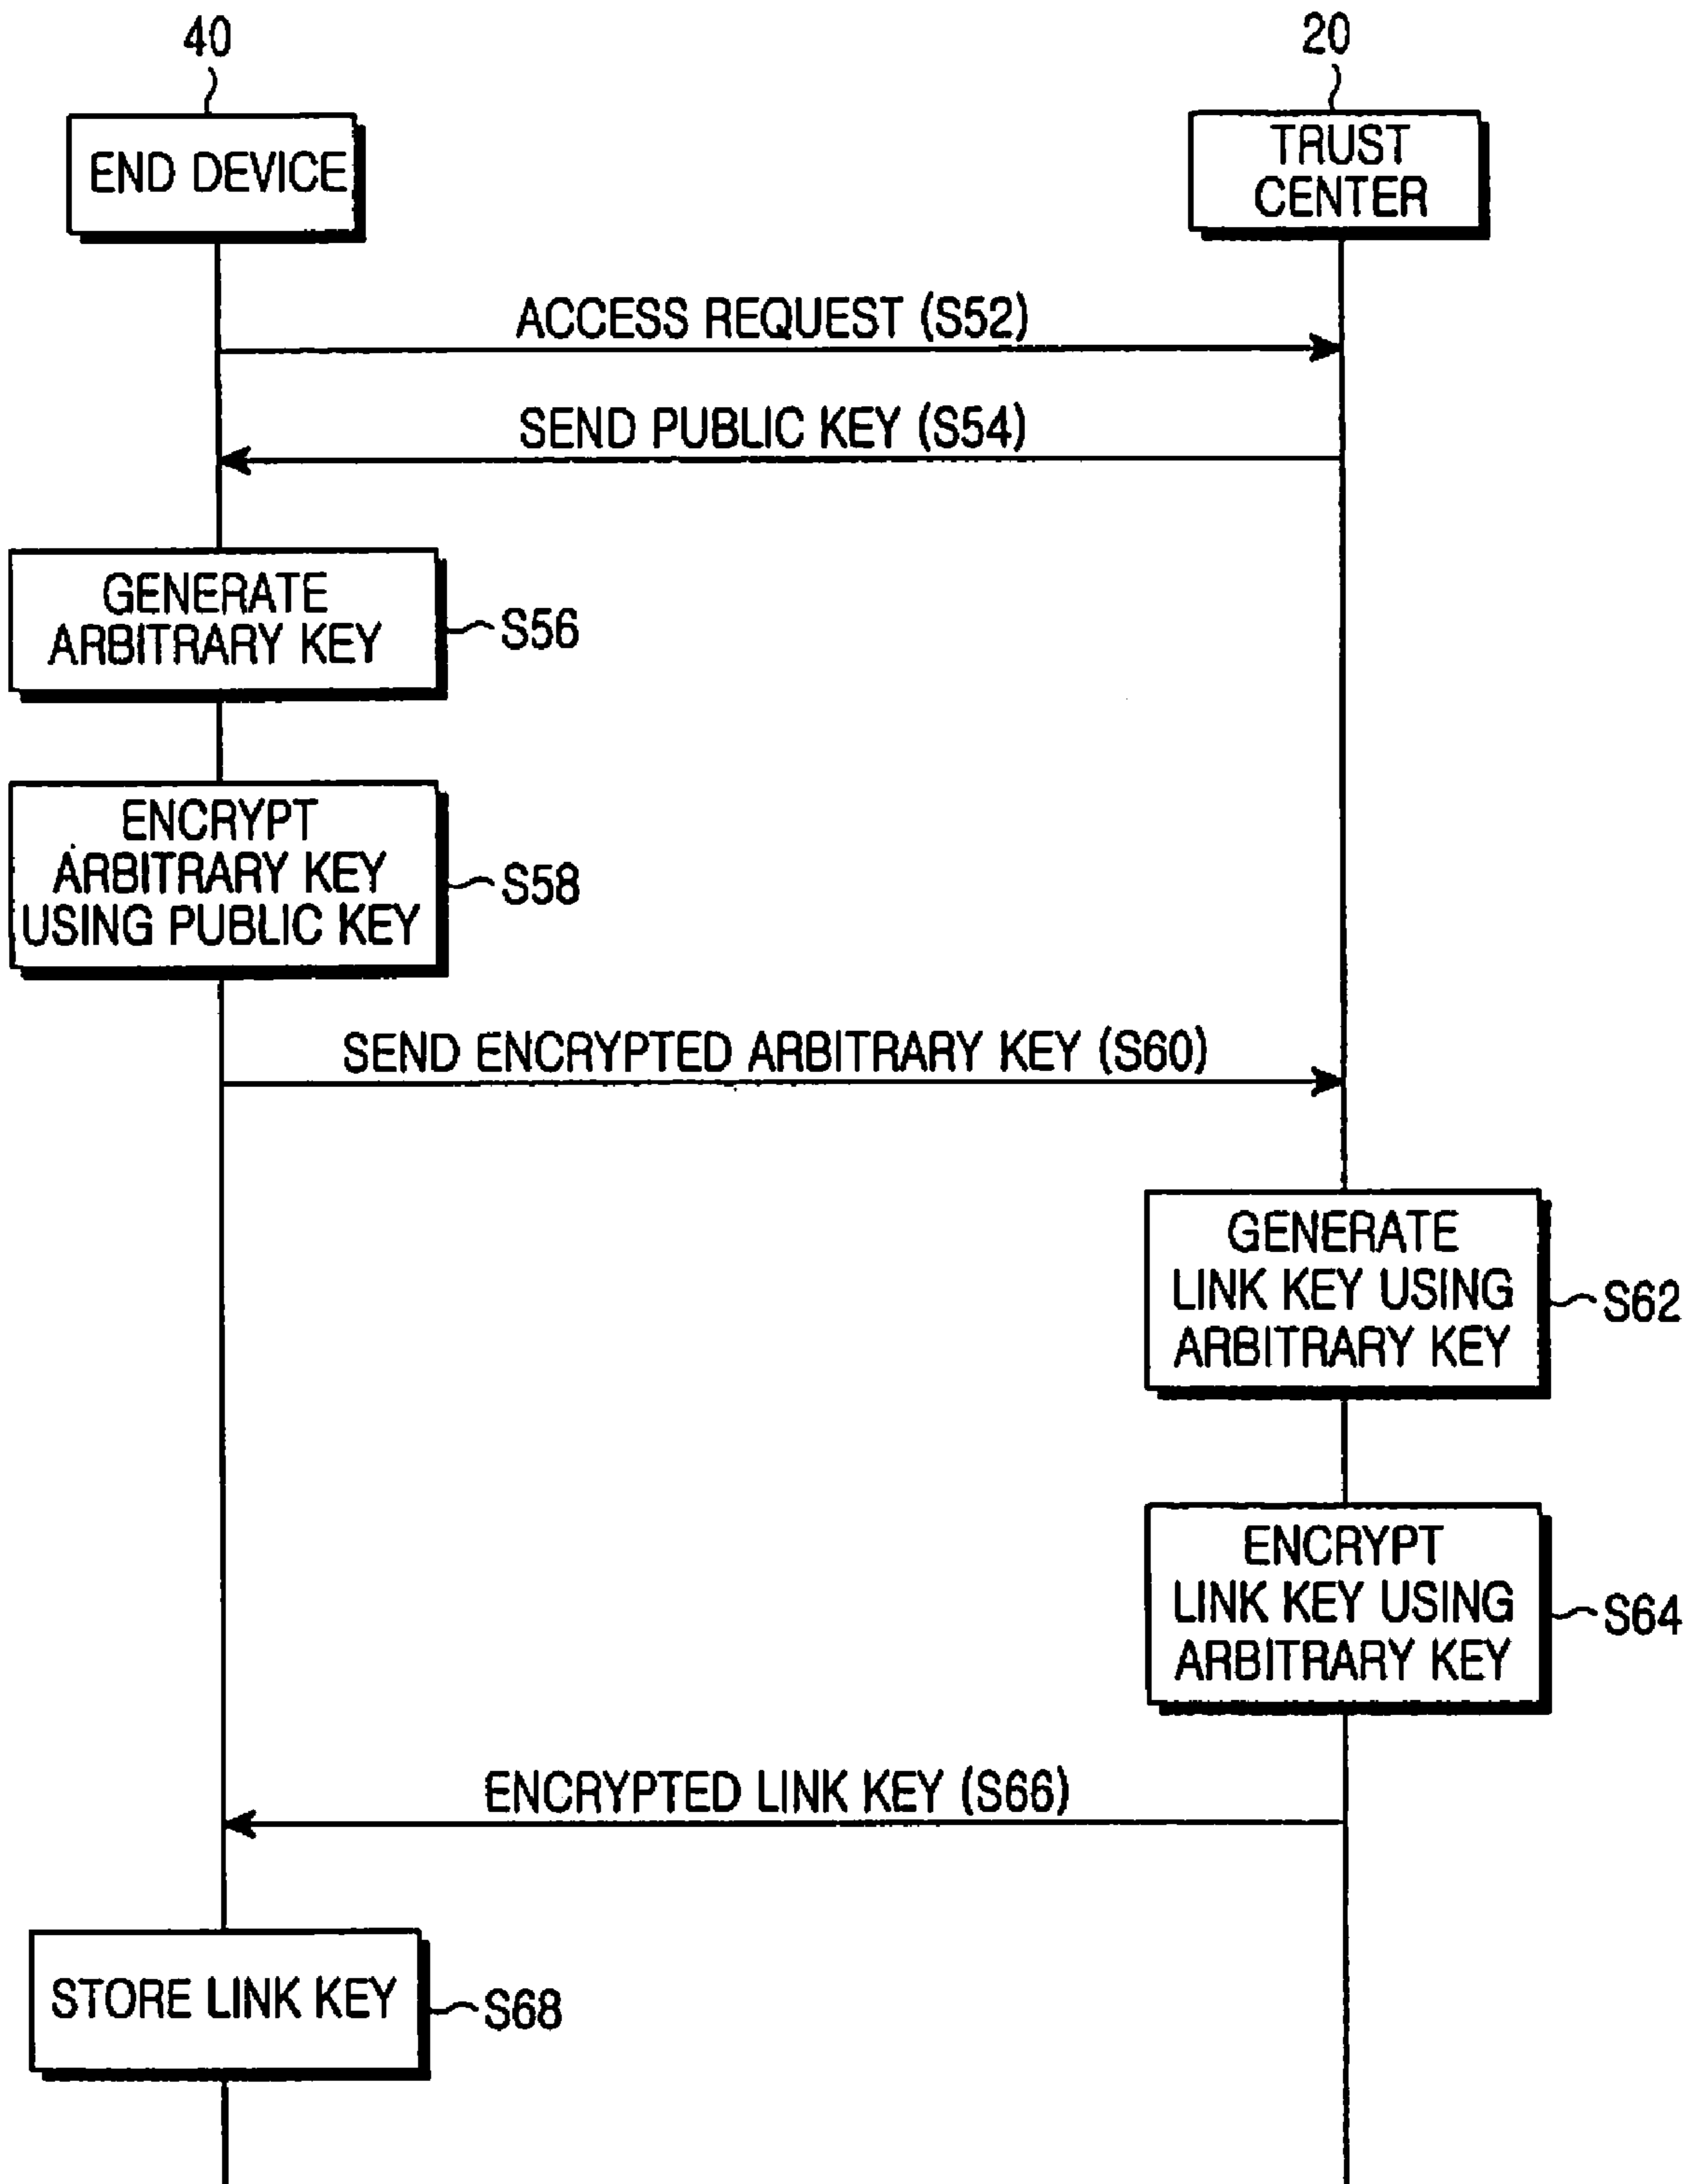 40
20
END DEVICE
TRUST
CENTER
ACCESS REQUEST (S52)
SEND PUBLIC KEY (S54)
GENERATE
ARBITRARY KEY
S56
ENCRYPT
ARBITRARY KEY
USING PUBLIC KEY
S58
SEND ENCRYPTED ARBITRARY KEY (S60)
GENERATE
LINK KEY USING
ARBITRARY KEY
S62
ENCRYPT
LINK KEY USING
ARBITRARY KEY
S64
ENCRYPTED LINK KEY (S66)
STORE LINK KEY
S68